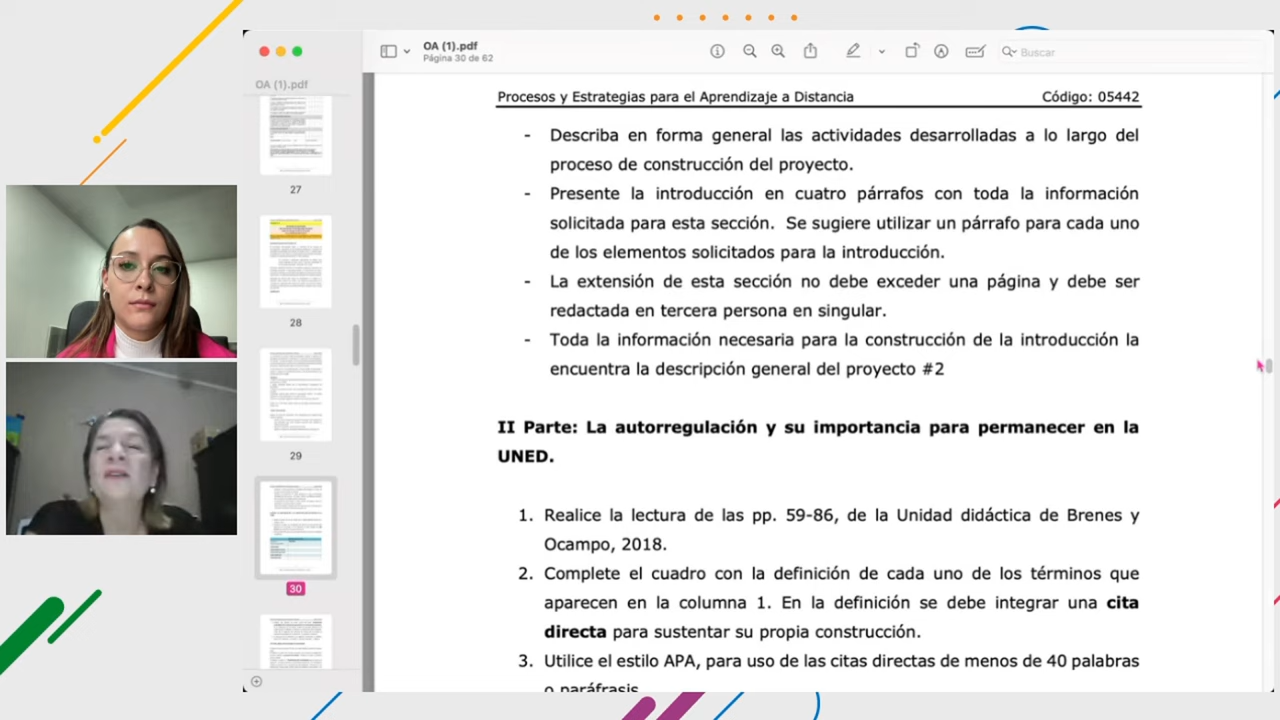 OA (1).pdf
Página 30 de 62
Buscar
OA (1).pdf
27
28
29
30
Procesos y Estrategias para el Aprendizaje a Distancia Código: 05442
- Describa en forma general las actividades desarrolladas a lo largo del
proceso de construcción del proyecto.
- Presente la introducción en cuatro párrafos con toda la información
solicitada para esta sección. Se sugiere utilizar un párrafo para cada uno
de los elementos solicitados para la introducción.
- La extensión de esta sección no debe exceder una página y debe ser
redactada en tercera persona en singular.
- Toda la información necesaria para la construcción de la introducción la
encuentra la descripción general del proyecto #2
II Parte: La autorregulación y su importancia para permanecer en la
UNED.
1. Realice la lectura de las pp. 59-86, de la Unidad didáctica de Brenes y
Ocampo, 2018.
2. Complete el cuadro con la definición de cada uno de los términos que
aparecen en la columna 1. En la definición se debe integrar una cita
para sustentar su propia construcción.
3. el estilo APA, las citas directas de menos de 40 palabras
o paráfrasis